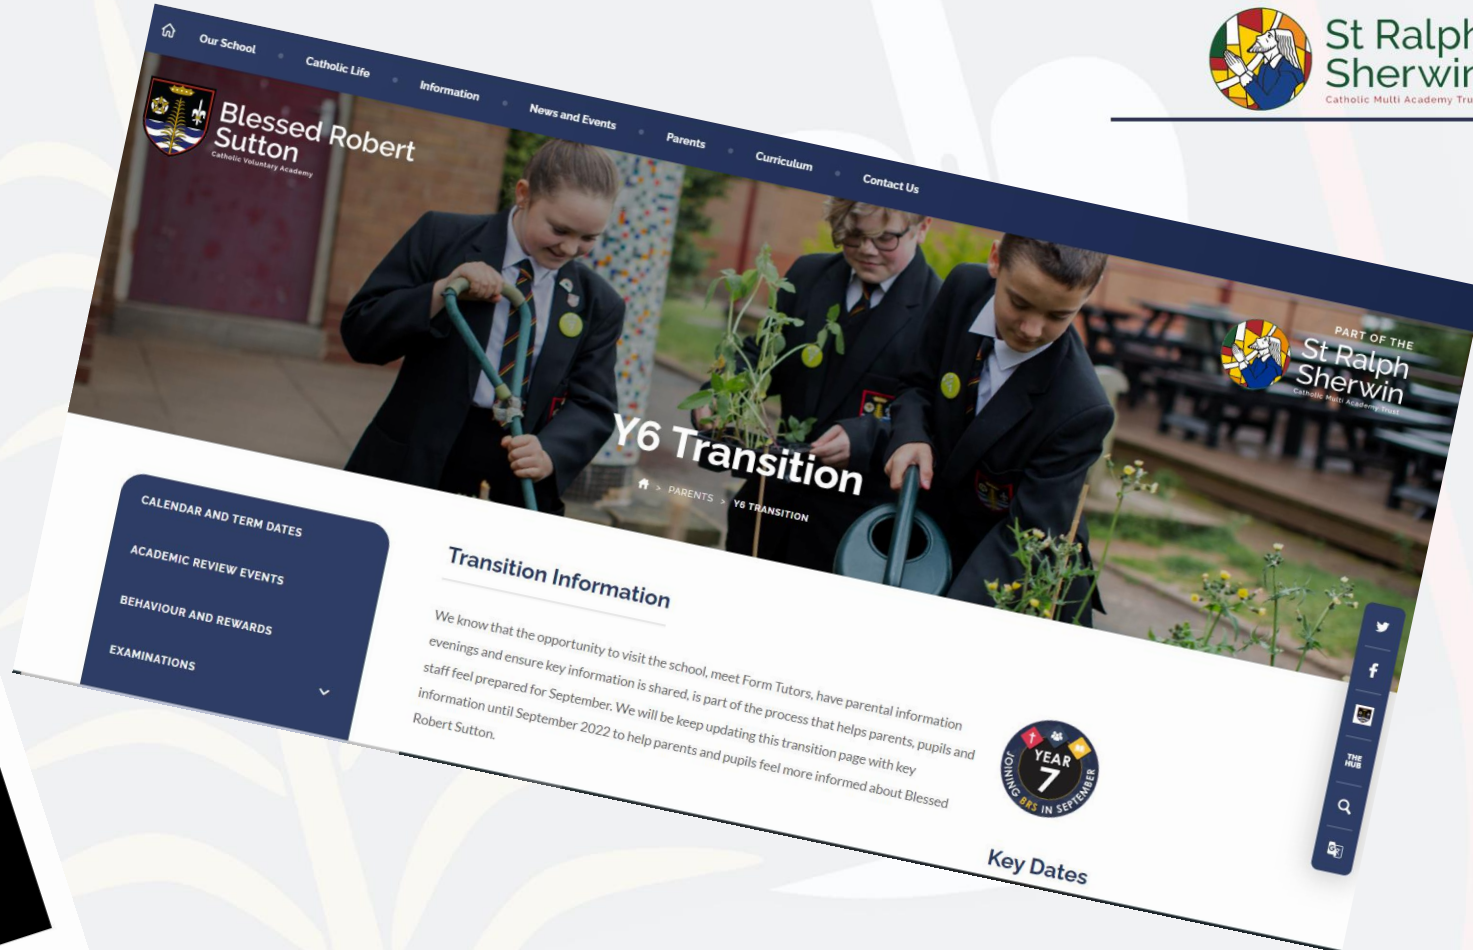 St Ralph
Sherwin
Catholic Multi Academy
Our School
Catholic Life
Information
News and Events
Parents
Curriculum
Contact Us
Blessed Robert
Sutton
Catholic Voluntary Academy
PART OF THE
St Ralph
Sherwin
Catholic Multi Academy Trust
Y6 Transition
> PARENTS > Y6 TRANSITION
CALENDAR AND TERM DATES
ACADEMIC REVIEW EVENTS
BEHAVIOUR AND REWARDS
EXAMINATIONS
Transition Information
We know that the opportunity to visit the school, meet Form Tutors, have parental information
evenings and ensure key information is shared, is part of the process that helps parents, pupils and
staff feel prepared for September. We will be keep updating this transition page with key
information until September 2022 to help parents and pupils feel more informed about Blessed
Robert Sutton.
YEAR
7
JOINING BRS IN SEPTEMBER
Key Dates
THE
HUB